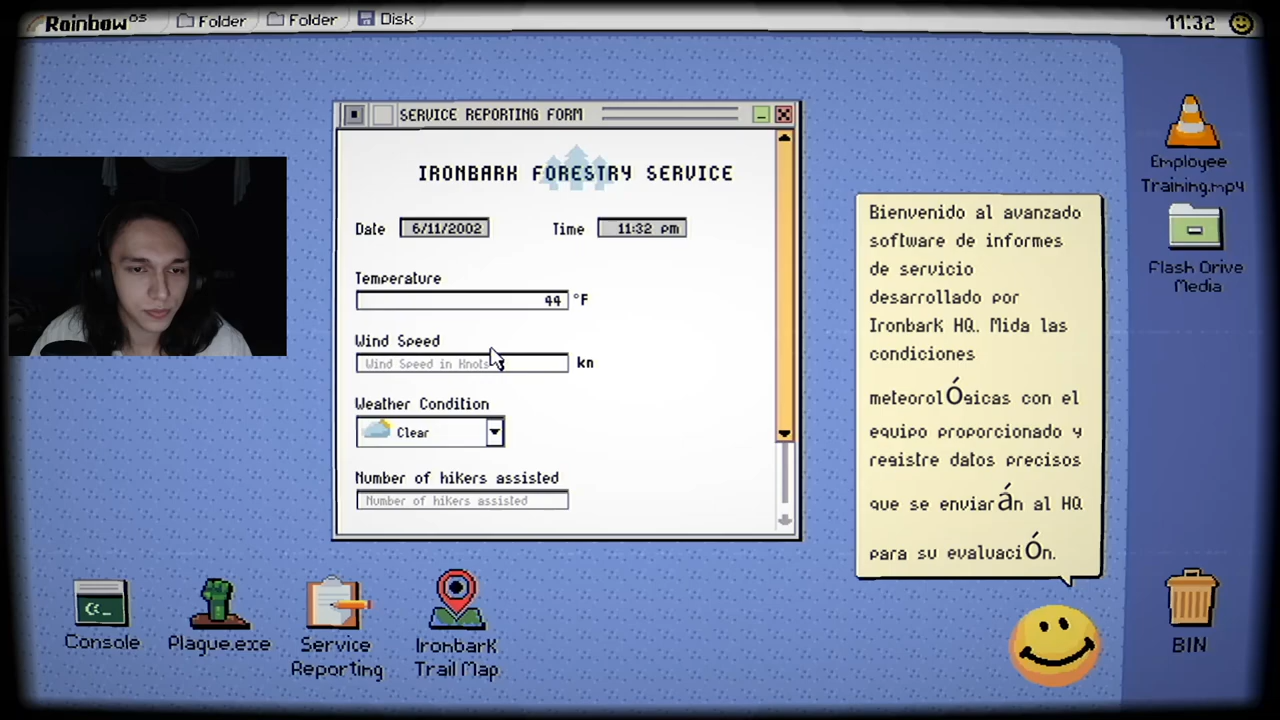 Rainbow OS Folder Folder Disk 11:32
SERVICE REPORTING FORM
IRONBARK FORESTRY SERVICE
Date 6/11/2002 Time 11:32 pm
Temperature
44 °F
Wind Speed
Wind Speed in Knots kn
Weather Condition
Clear
Number of hikers assisted
Number of hikers assisted
Bienvenido al avanzado
software de informes
de servicio
desarrollado por
Ironbark HQ. Mida las
condiciones
meteorolÓgicas con el
equipo proporcionado y
registre datos precisos
que se enviarán al HQ
para su evaluaciÓn.
Employee
Training.mp4
Flash Drive
Media
BIN
Console
Plague.exe
Service
Reporting
Ironbark
Trail Map